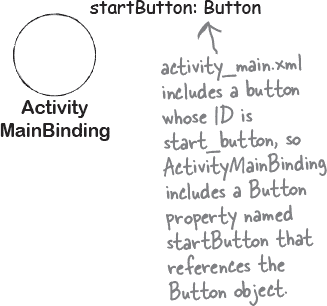 startButton: Button
Activity
MainBinding
activity_main.xml
includes a button
whose ID is
start_button, so
ActivityMainBinding
includes a Button
property named
startButton that
references the
Button object.